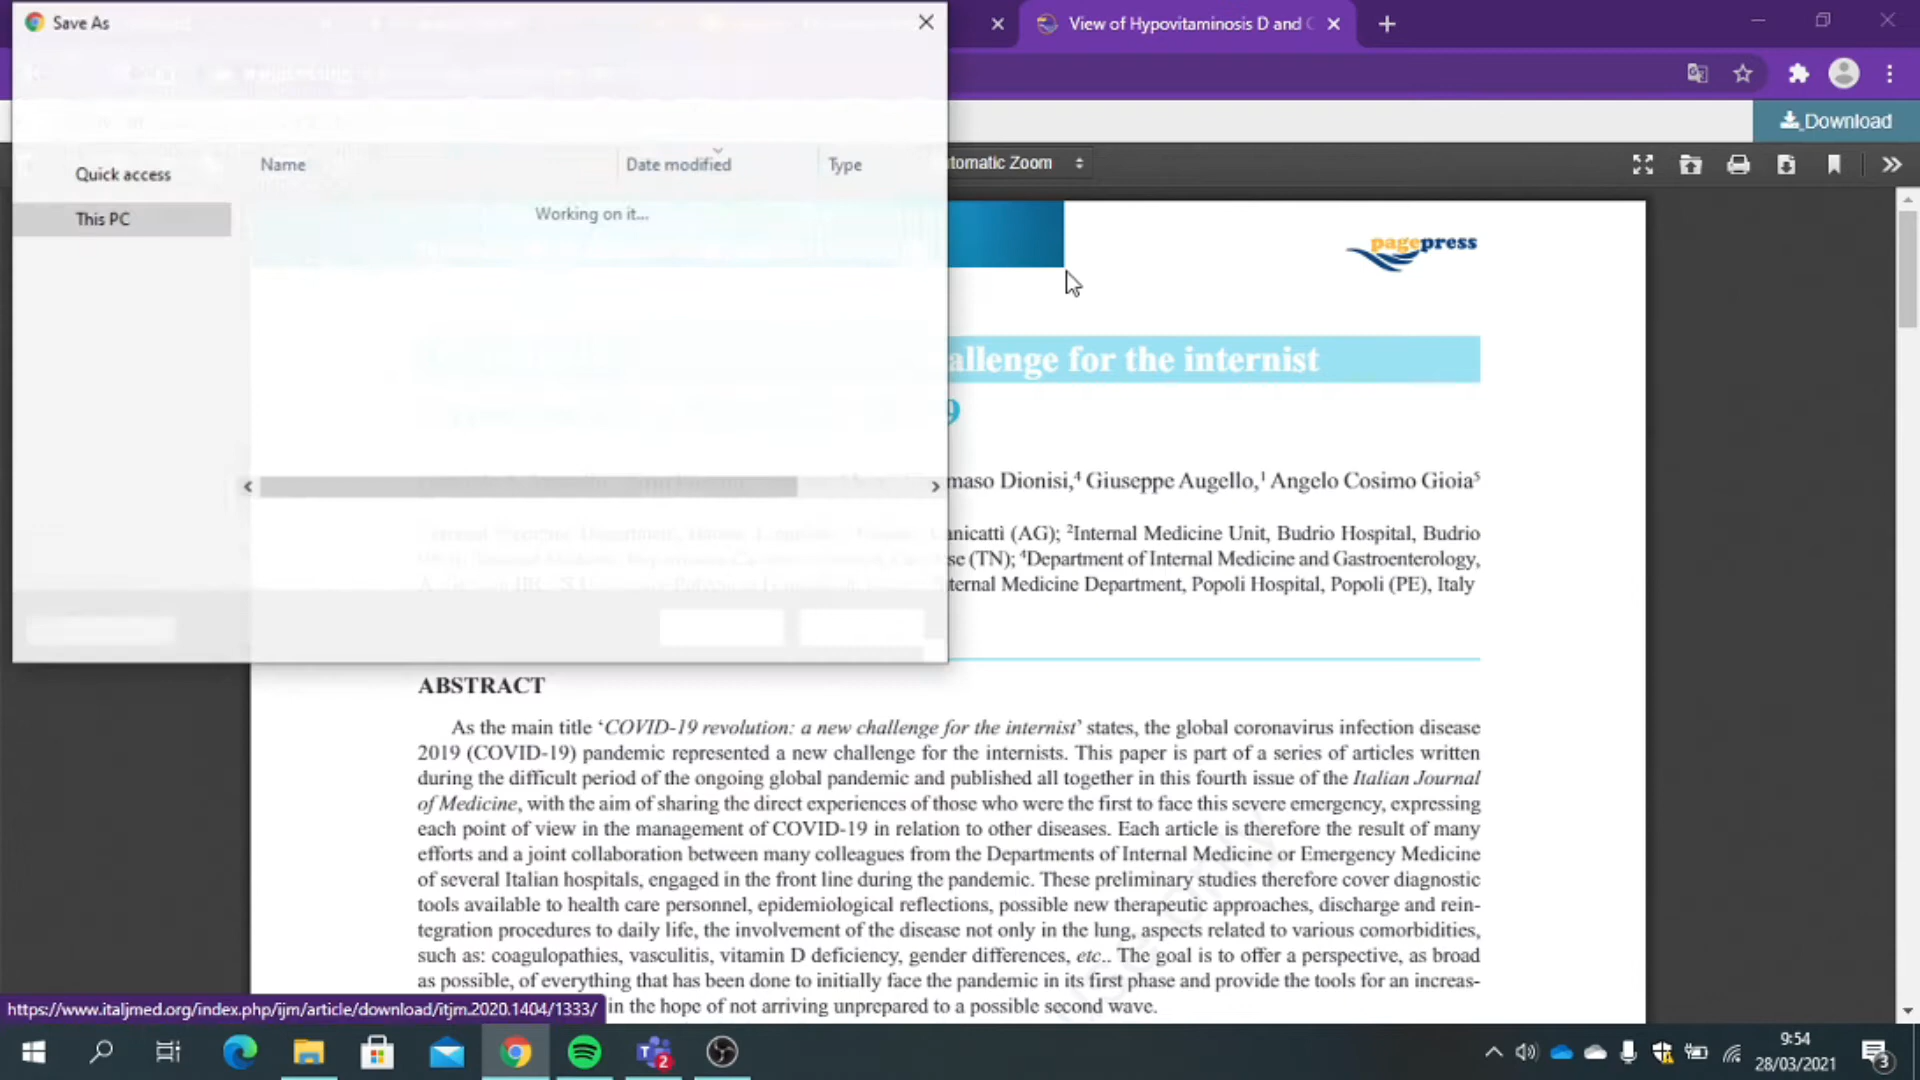 Save As
View of Hypovitaminosis D and C
Download
Name
Date modified
Type
Automatic Zoom
Quick access
This PC
Working on it...
pagepress
allenge for the internist
9
maso Dionisi,⁴ Giuseppe Augello,¹ Angelo Cosimo Gioia⁵
anicattì (AG); ²Internal Medicine Unit, Budrio Hospital, Budrio
se (TN); ⁴Department of Internal Medicine and Gastroenterology,
ternal Medicine Department, Popoli Hospital, Popoli (PE), Italy
ABSTRACT
As the main title ‘COVID-19 revolution: a new challenge for the internist’ states, the global coronavirus infection disease
2019 (COVID-19) pandemic represented a new challenge for the internists. This paper is part of a series of articles written
during the difficult period of the ongoing global pandemic and published all together in this fourth issue of the Italian Journal
of Medicine, with the aim of sharing the direct experiences of those who were the first to face this severe emergency, expressing
each point of view in the management of COVID-19 in relation to other diseases. Each article is therefore the result of many
efforts and a joint collaboration between many colleagues from the Departments of Internal Medicine or Emergency Medicine
of several Italian hospitals, engaged in the front line during the pandemic. These preliminary studies therefore cover diagnostic
tools available to health care personnel, epidemiological reflections, possible new therapeutic approaches, discharge and rein-
tegration procedures to daily life, the involvement of the disease not only in the lung, aspects related to various comorbidities,
such as: coagulopathies, vasculitis, vitamin D deficiency, gender differences, etc.. The goal is to offer a perspective, as broad
as possible, of everything that has been done to initially face the pandemic in its first phase and provide the tools for an increas-
in the hope of not arriving unprepared to a possible second wave.
https://www.italjmed.org/index.php/ijm/article/download/itjm.2020.1404/1333/
2
9:54
28/03/2021
3